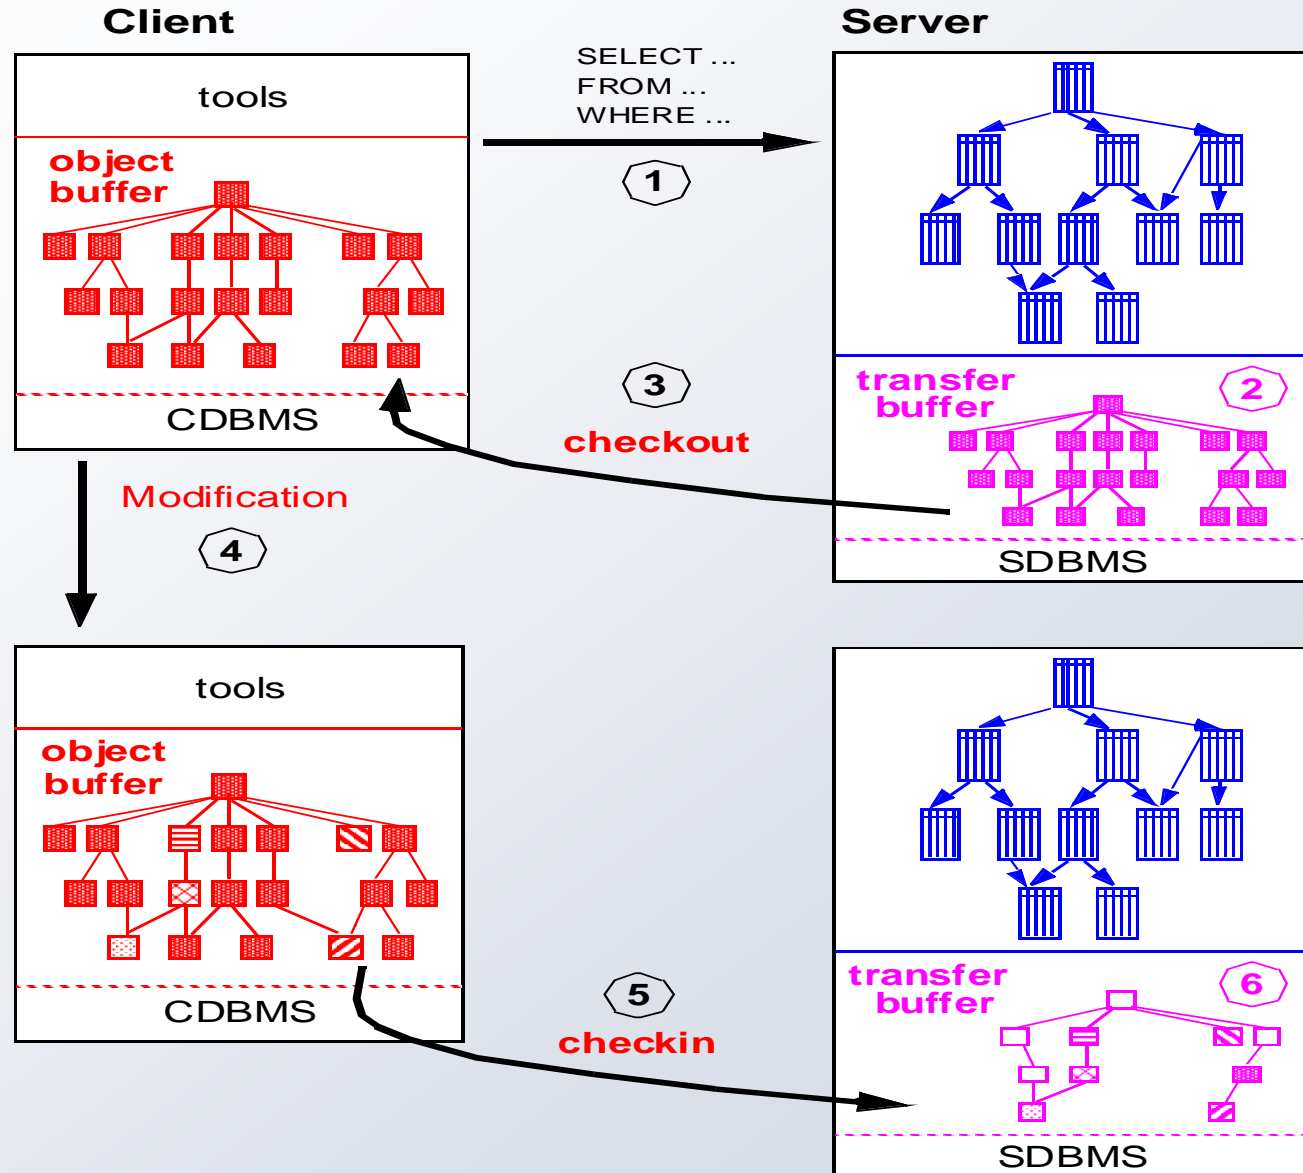 Client
Server
SELECT ...
FROM ...
WHERE ...
1
tools
object
buffer
CDBMS
3
checkout
transfer
buffer
2
SDBMS
Modification
4
tools
object
buffer
CDBMS
5
checkin
transfer
buffer
6
SDBMS